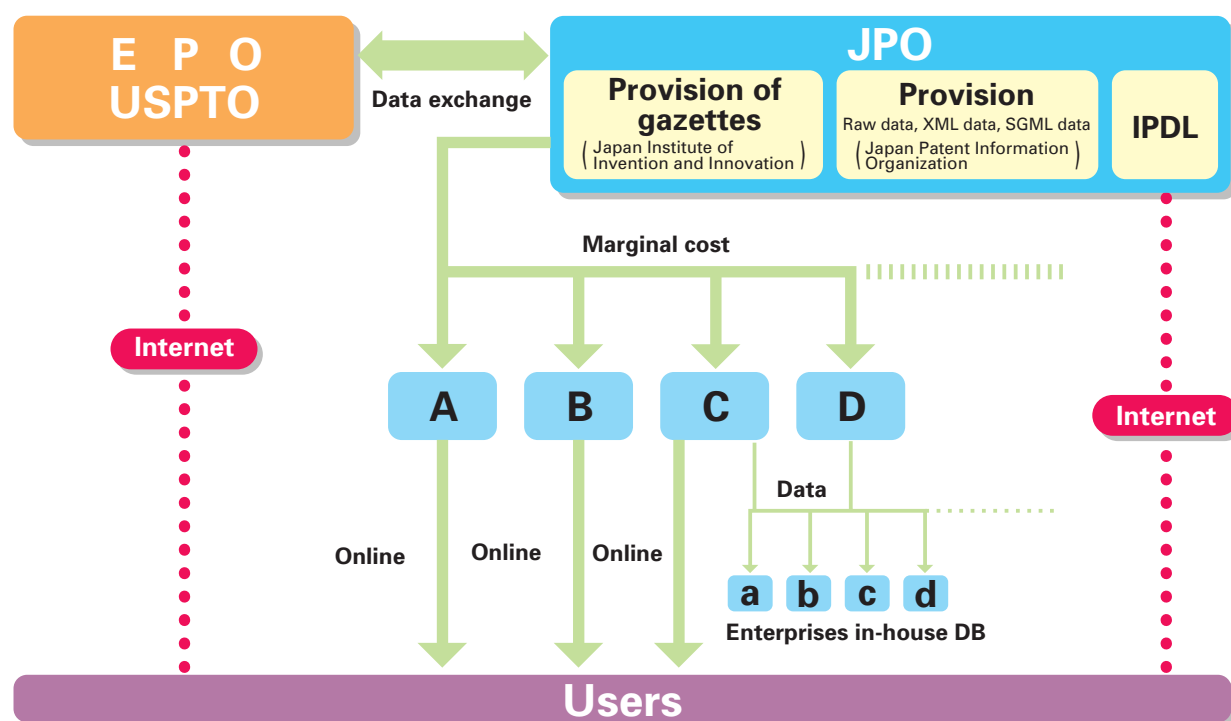 E P O
USPTO
Data exchange
JPO
Provision of
gazettes
( Japan Institute of
Invention and Innovation )
Provision
Raw data, XML data, SGML data
( Japan Patent Information
Organization )
IPDL
Marginal cost
Internet
Internet
A
B
C
D
Data
Online
Online
Online
a
b
c
d
Enterprises in-house DB
Users